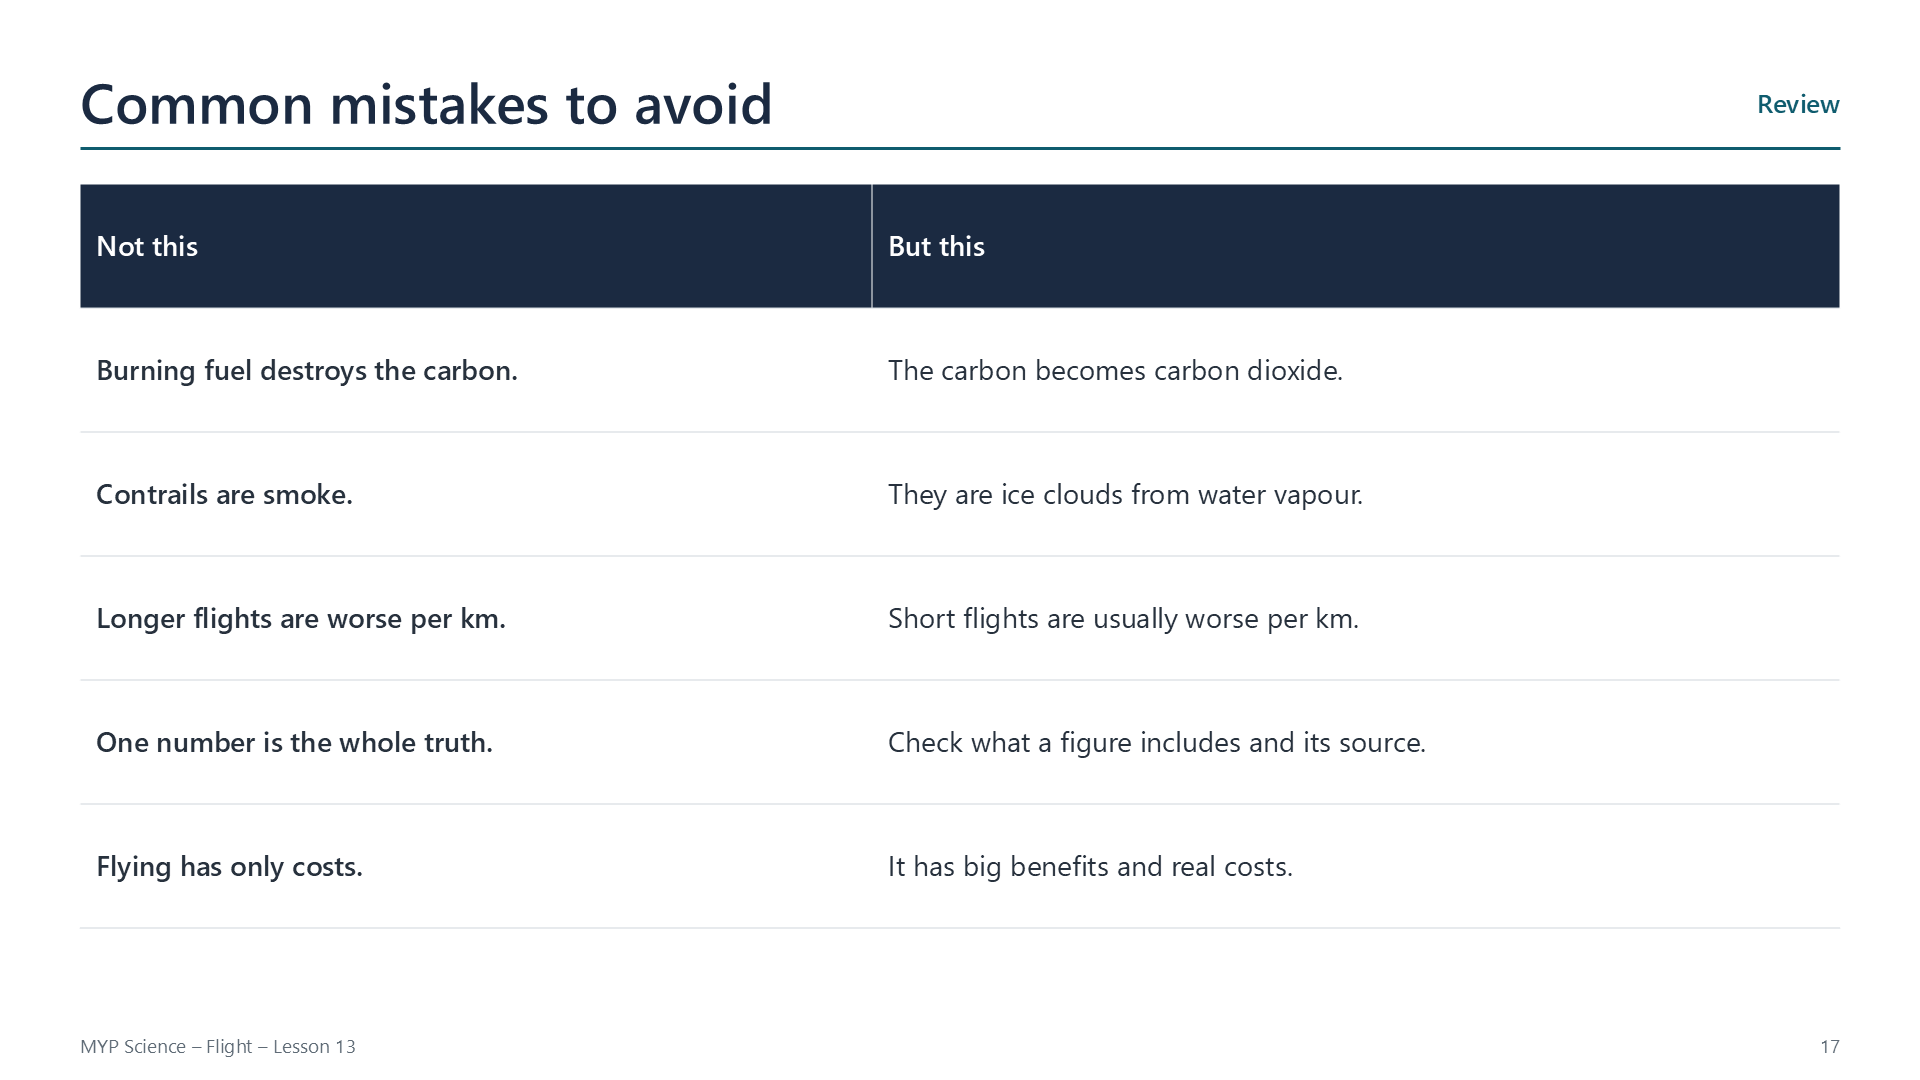 Common mistakes to avoid
Review
Not this
But this
Burning fuel destroys the carbon.
The carbon becomes carbon dioxide.
Contrails are smoke.
They are ice clouds from water vapour.
Longer flights are worse per km.
Short flights are usually worse per km.
One number is the whole truth.
Check what a figure includes and its source.
Flying has only costs.
It has big benefits and real costs.
MYP Science – Flight – Lesson 13
17